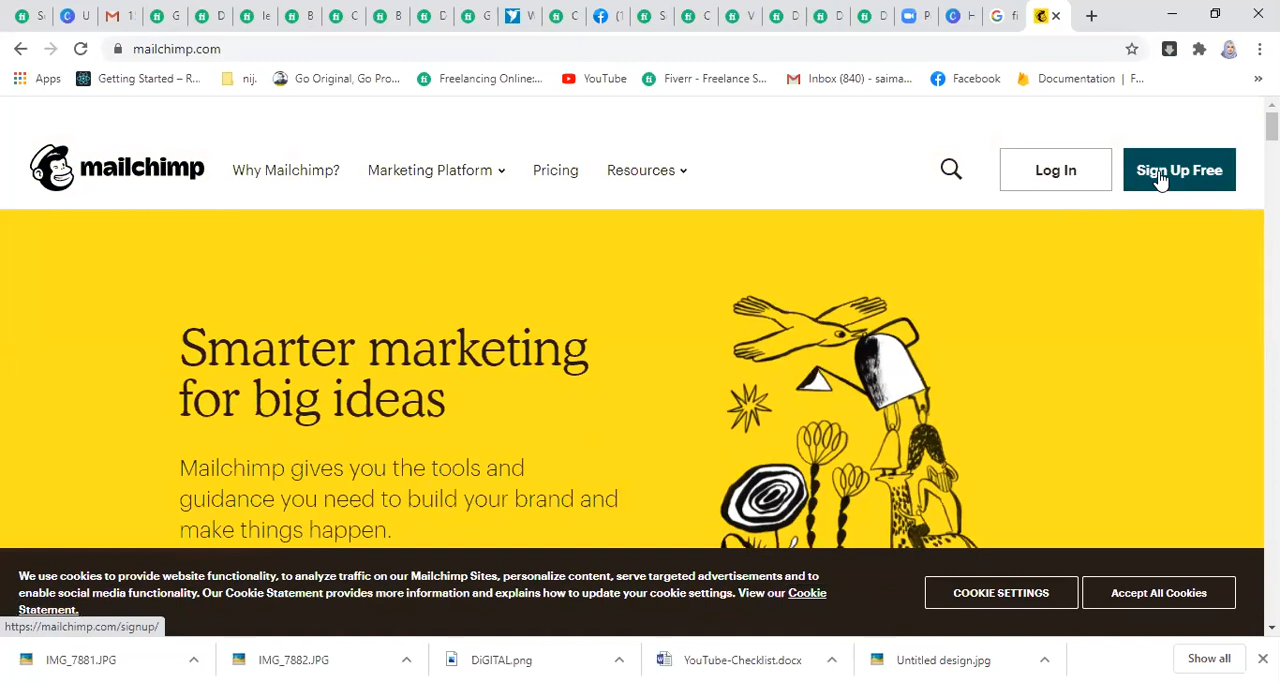 S
U
1
G
D
le
B
C
B
D
G
W
C
(1
S
C
V
D
D
D
P
H
fi
mailchimp.com
Apps
Getting Started – R...
nij.
Go Original, Go Pro...
Freelancing Online:...
YouTube
Fiverr - Freelance S...
Inbox (840) - saima...
Facebook
Documentation | F...
»
mailchimp
Why Mailchimp?
Marketing Platform
Pricing
Resources
Log In
Sign Up Free
Smarter marketing
for big ideas
Mailchimp gives you the tools and
guidance you need to build your brand and
make things happen.
We use cookies to provide website functionality, to analyze traffic on our Mailchimp Sites, personalize content, serve targeted advertisements and to
enable social media functionality. Our Cookie Statement provides more information and explains how to update your cookie settings. View our Cookie
Statement.
COOKIE SETTINGS
Accept All Cookies
https://mailchimp.com/signup/
IMG_7881.JPG
IMG_7882.JPG
DiGITAL.png
YouTube-Checklist.docx
Untitled design.jpg
Show all